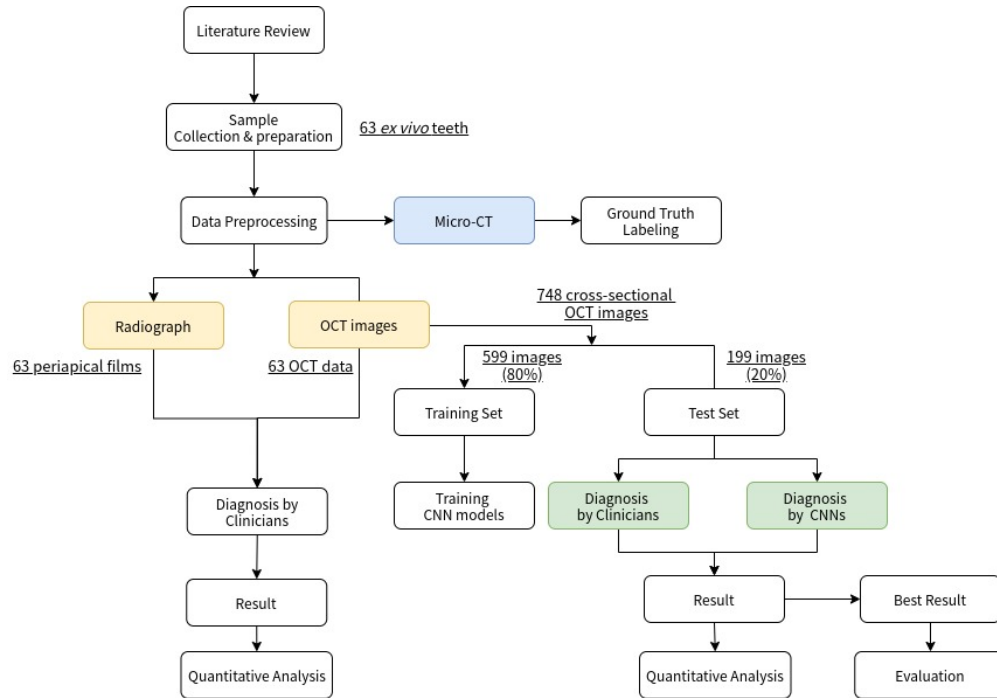 Literature Review
Sample
Collection & preparation
63 ex vivo teeth
Data Preprocessing
Micro-CT
Ground Truth
Labeling
748 cross-sectional
OCT images
Radiograph
OCT images
63 periapical films
63 OCT data
599 images
(80%)
199 images
(20%)
Training Set
Test Set
Diagnosis by
Clinicians
Training
CNN models
Diagnosis
by Clinicians
Diagnosis
by CNNs
Result
Result
Best Result
Quantitative Analysis
Quantitative Analysis
Evaluation